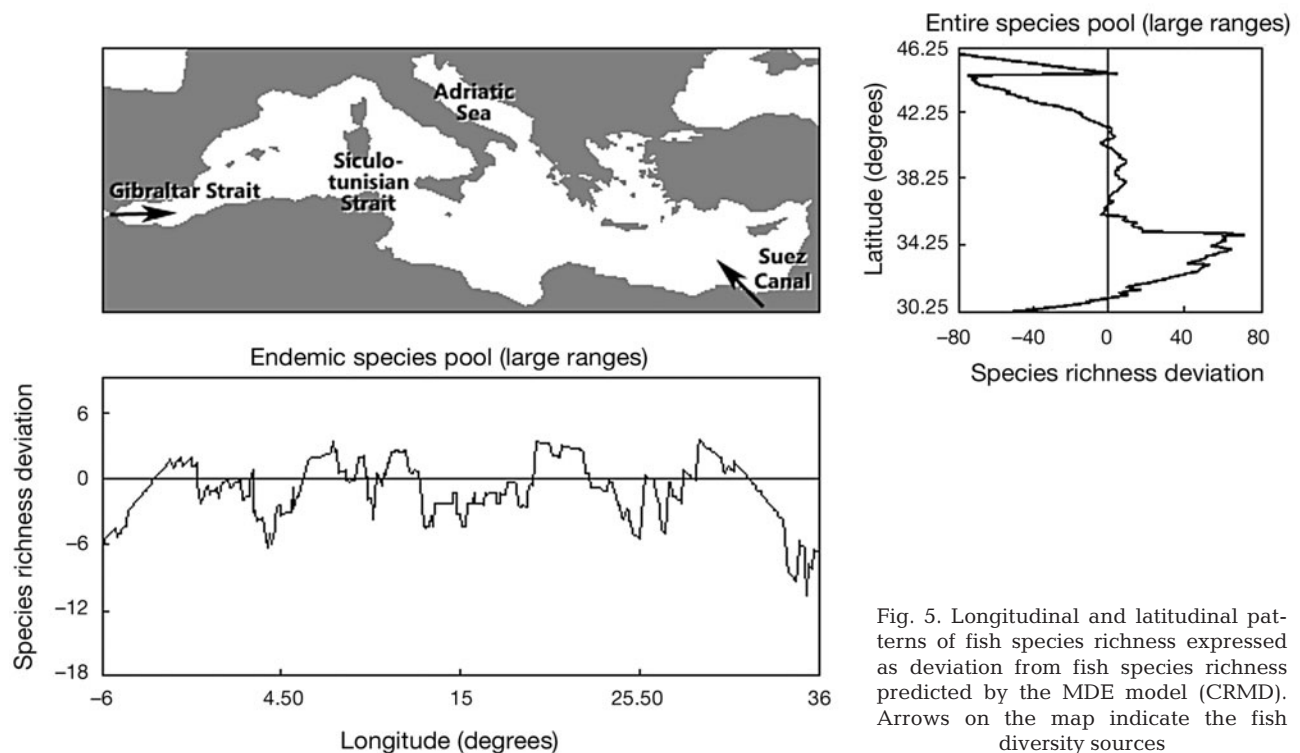 Adriatic
Sea
Siculo-
tunisian
Strait
Gibraltar Strait
Suez
Canal
Entire species pool (large ranges)
46.25
42.25
38.25
34.25
30.25
Latitude (degrees)
–80
–40
0
40
80
Species richness deviation
Endemic species pool (large ranges)
Species richness deviation
6
0
–6
–12
–18
–6
4.50
15
25.50
36
Longitude (degrees)
Fig. 5. Longitudinal and latitudinal pat-
terns of fish species richness expressed
as deviation from fish species richness
predicted by the MDE model (CRMD).
Arrows on the map indicate the fish
diversity sources